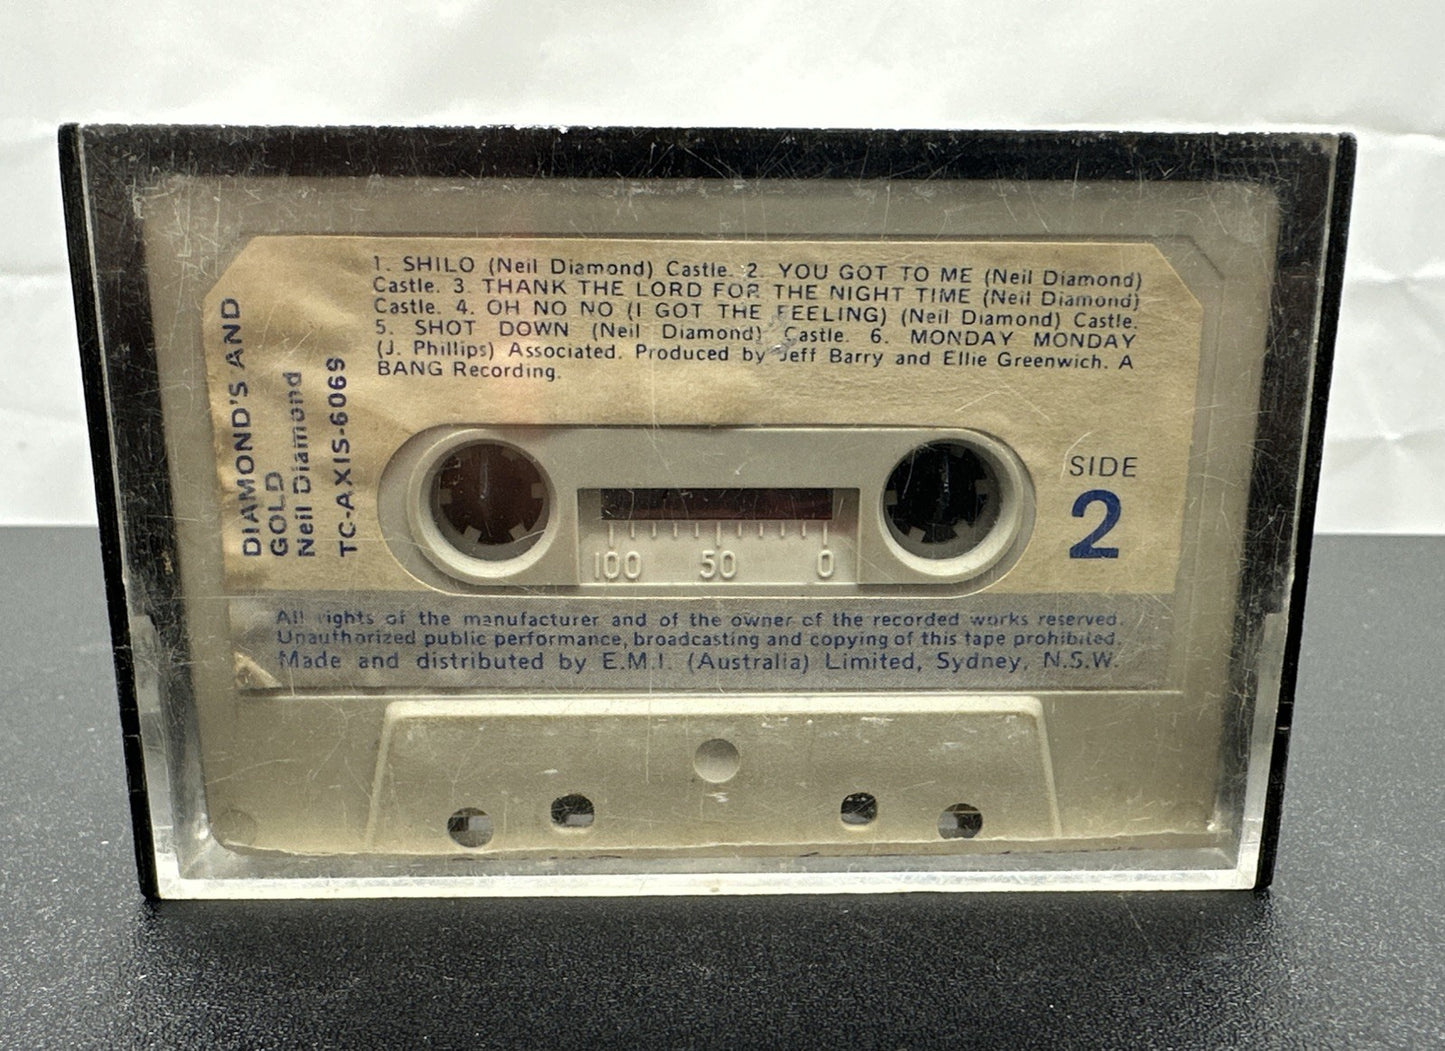 1. SHILO (Neil Diamond) Castle. 2. YOU GOT TO ME (Neil Diamond)
Castle. 3. THANK THE LORD FOR THE NIGHT TIME (Neil Diamond)
Castle. 4. OH NO NO (I GOT THE FEELING) (Neil Diamond) Castle.
5. SHOT DOWN (Neil Diamond) Castle. 6. MONDAY MONDAY
(J. Phillips) Associated. Produced by Jeff Barry and Ellie Greenwich. A
BANG Recording.
DIAMOND'S AND
GOLD
Neil Diamond
TC-AXIS-6069
SIDE
2
100 50 0
All rights of the manufacturer and of the owner of the recorded works reserved.
Unauthorized public performance, broadcasting and copying of this tape prohibited.
Made and distributed by E.M.I. (Australia) Limited, Sydney, N.S.W.